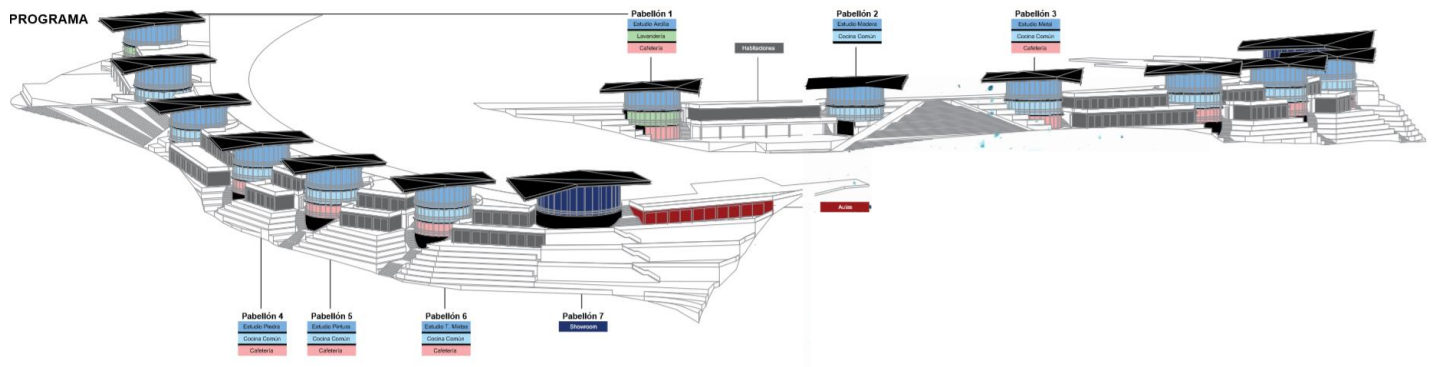 PROGRAMA
Pabellón 1
Estudio Arcilla
Lavandería
Cafetería
Habitaciones
Pabellón 2
Estudio Madera
Cocina Común
Pabellón 3
Estudio Metal
Cocina Común
Cafetería
Aulas
Pabellón 4
Estudio Piedra
Cocina Común
Cafetería
Pabellón 5
Estudio Pintura
Cocina Común
Cafetería
Pabellón 6
Estudio T. Mixtas
Cocina Común
Cafetería
Pabellón 7
Showroom